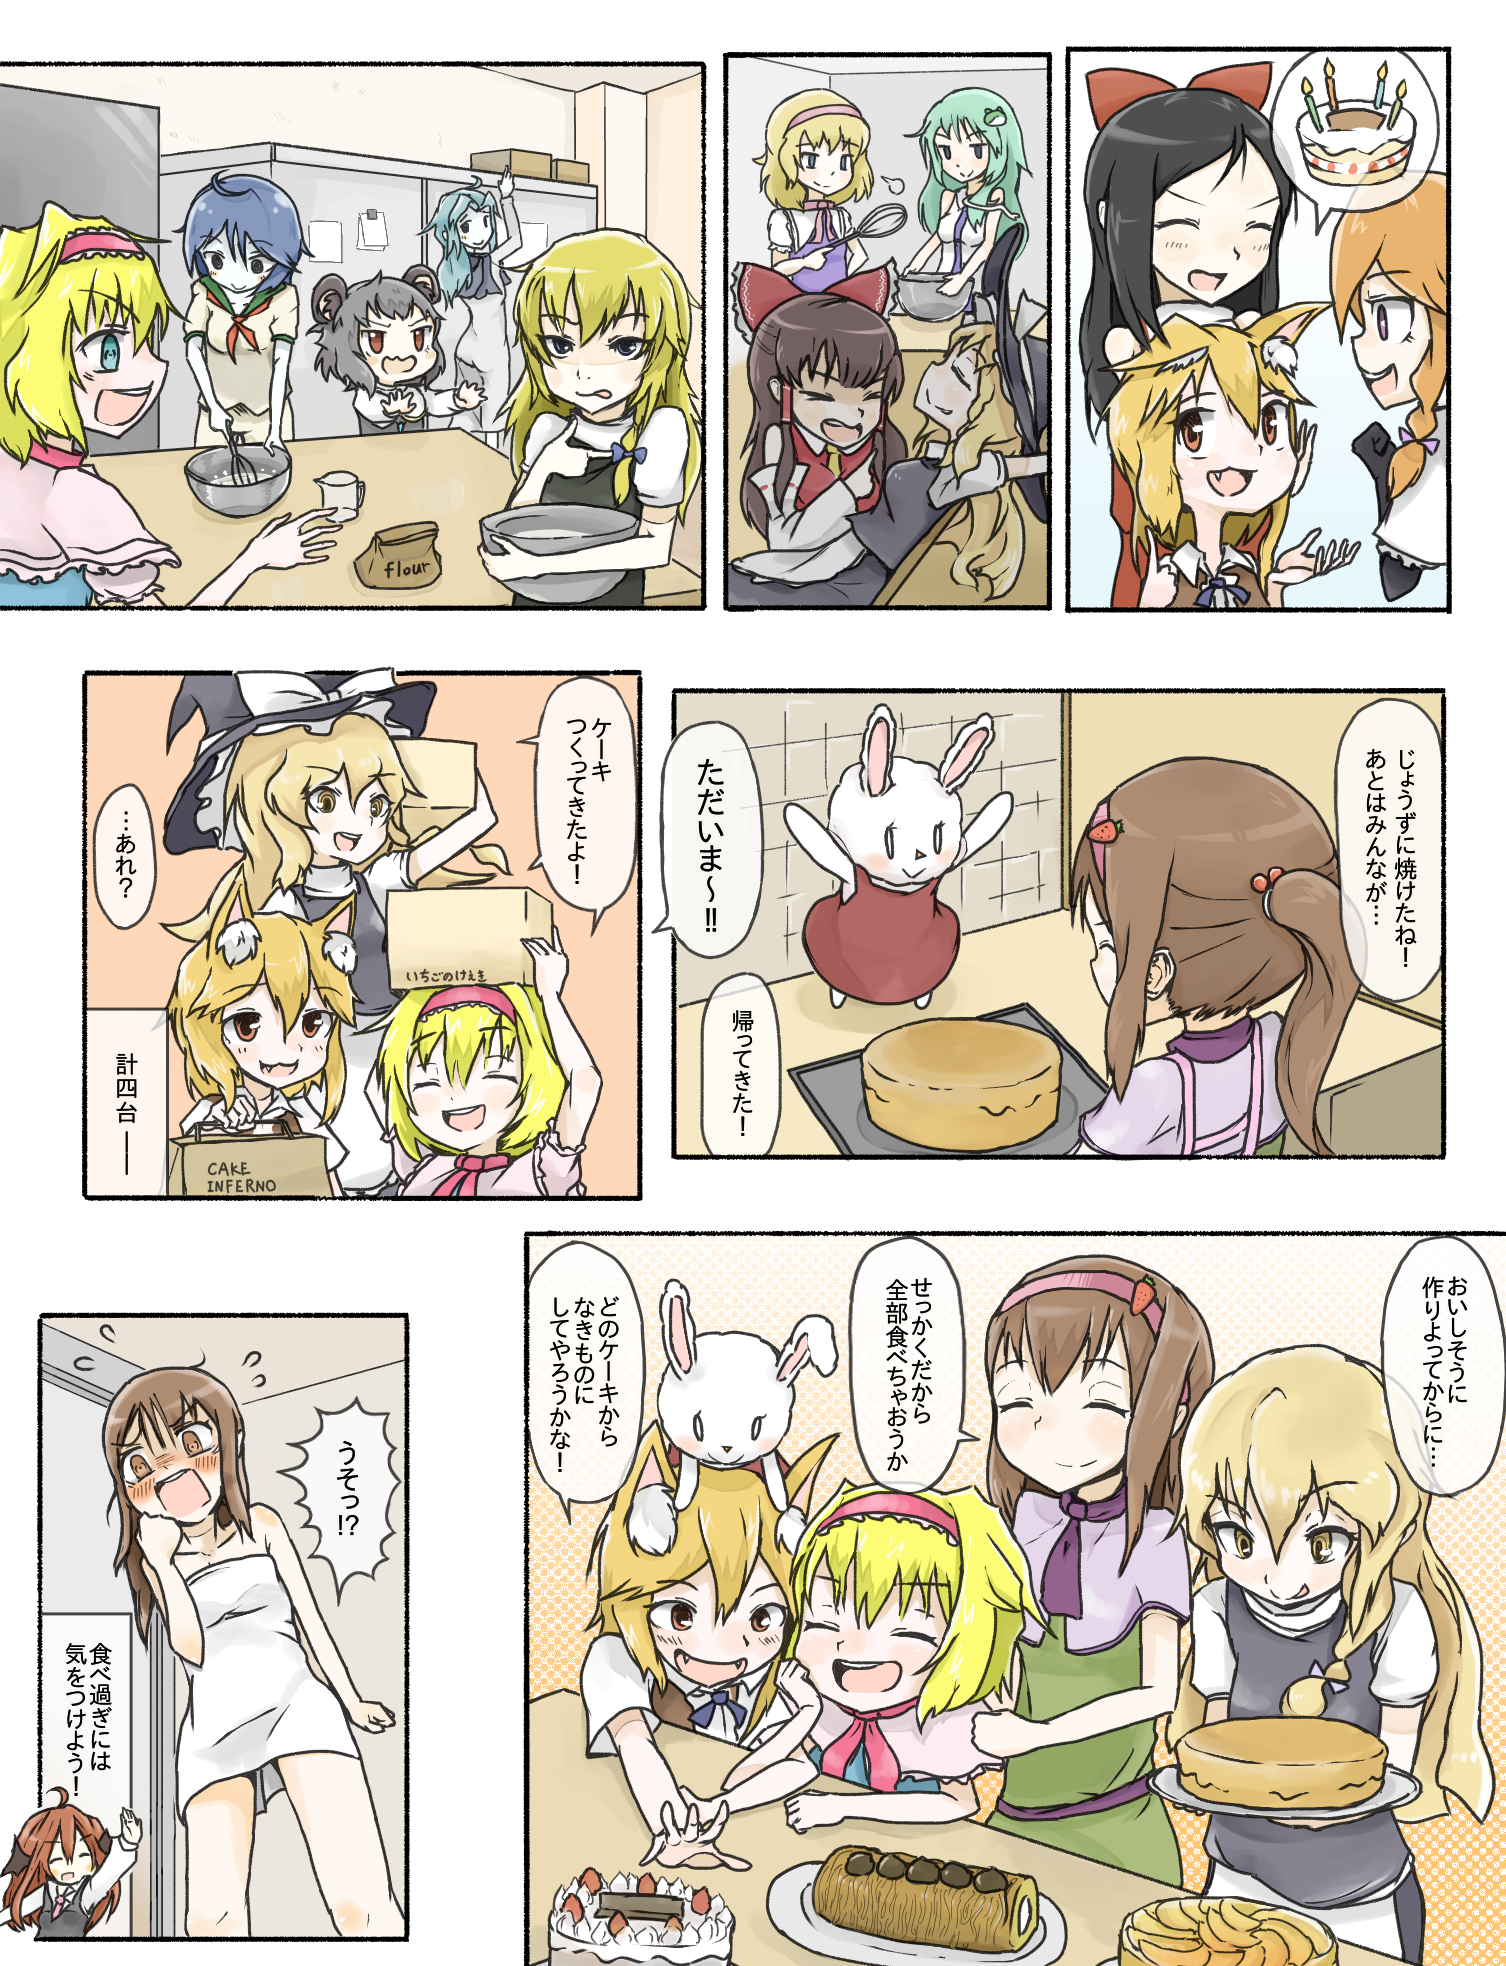 flour
じょうずに焼けたね!
あとはみんなが…
ただいま～!!
帰ってきた!
ケーキ
つくってきたよ!
いちごのけぇき
…あれ?
CAKE
INFERNO
計四台――
おいしそうに
作りよってからに…
せっかくだから
全部食べちゃおうか
どのケーキから
なきものに
してやろうかな!
うそっ!?
食べ過ぎには
気をつけよう!